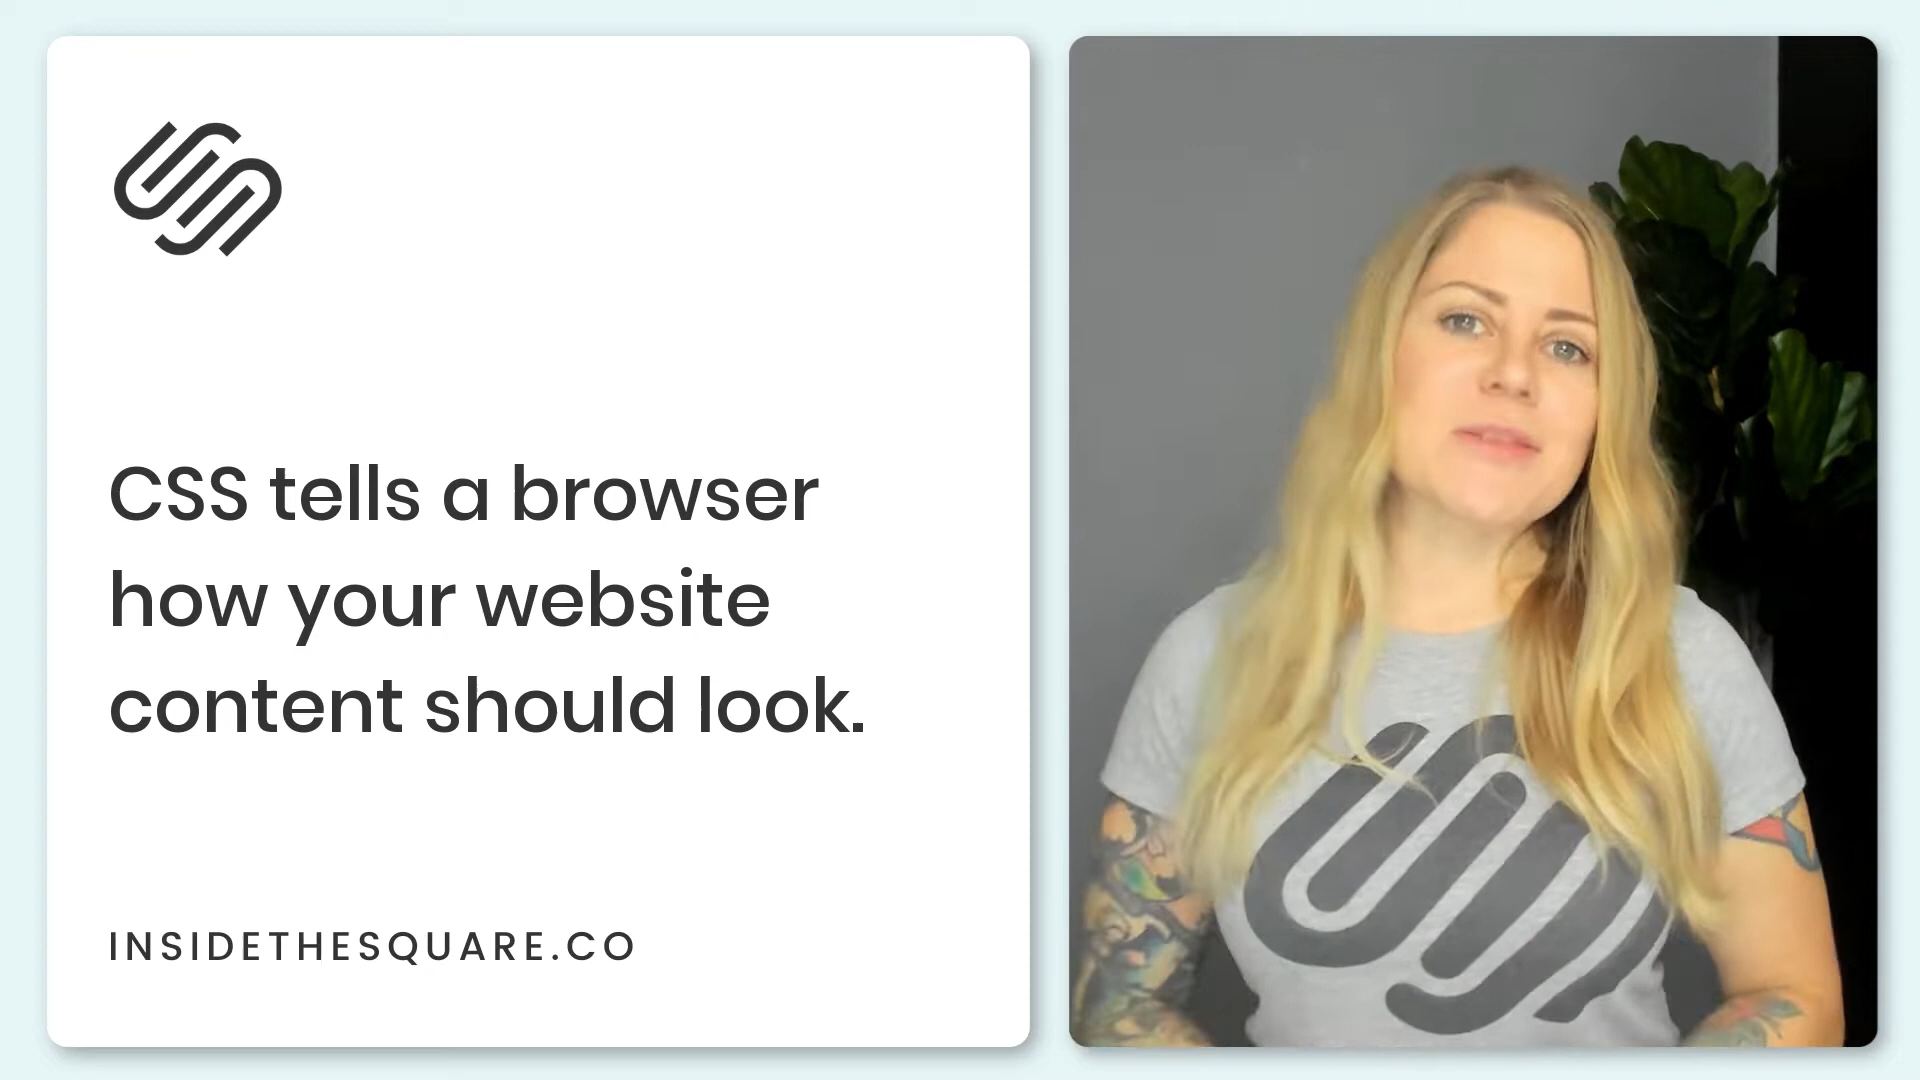 CSS tells a browser
how your website
content should look.
INSIDETHESQUARE.CO